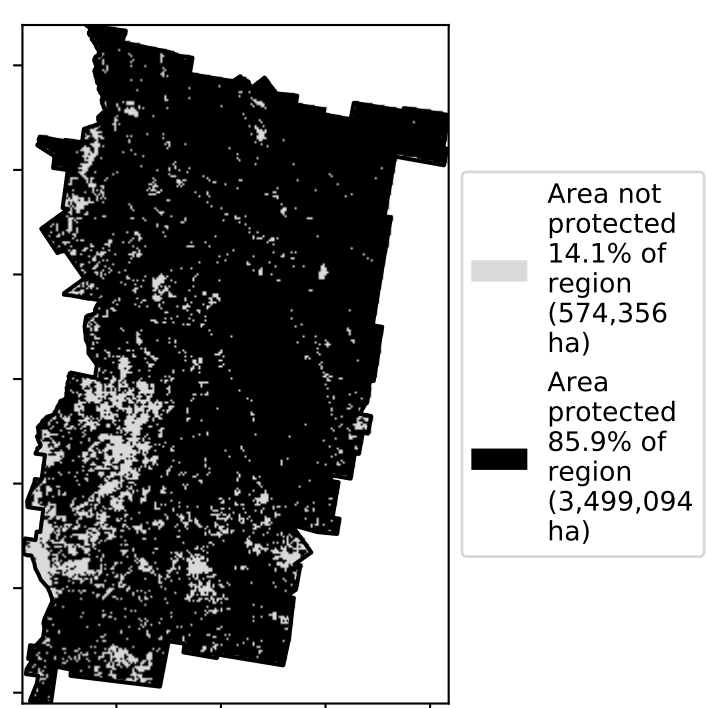 Area not
protected
14.1% of
region
(574,356
ha)
Area
protected
85.9% of
region
(3,499,094
ha)